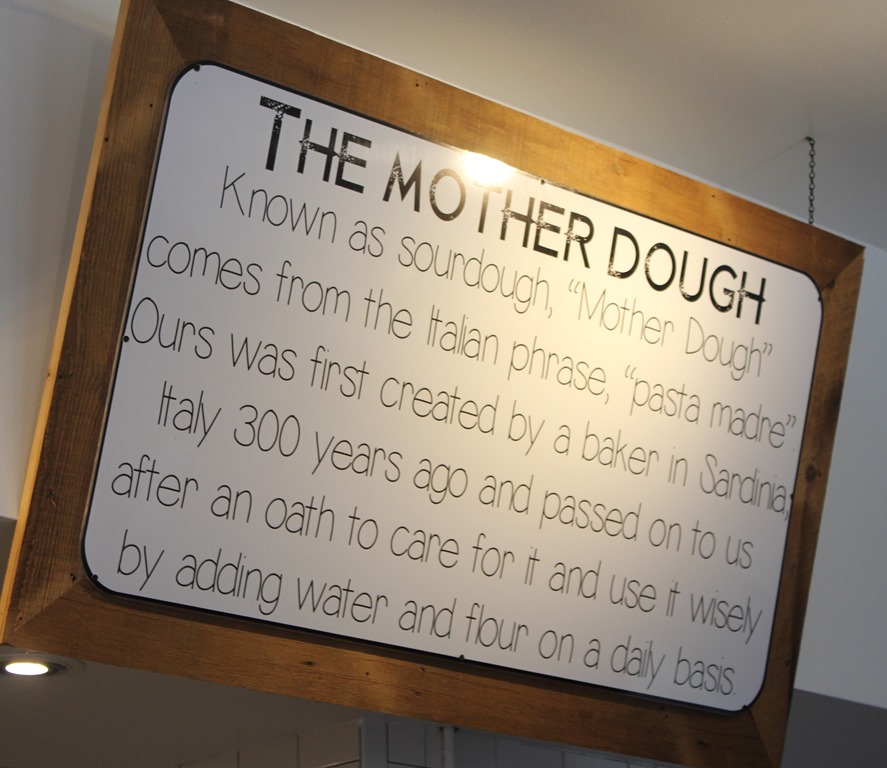 THE MOTHER DOUGH
Known as sourdough, “Mother Dough”
comes from the Italian phrase, “pasta madre”.
Ours was first created by a baker in Sardinia,
Italy 300 years ago and passed on to us
after an oath to care for it and use it wisely
by adding water and flour on a daily basis.